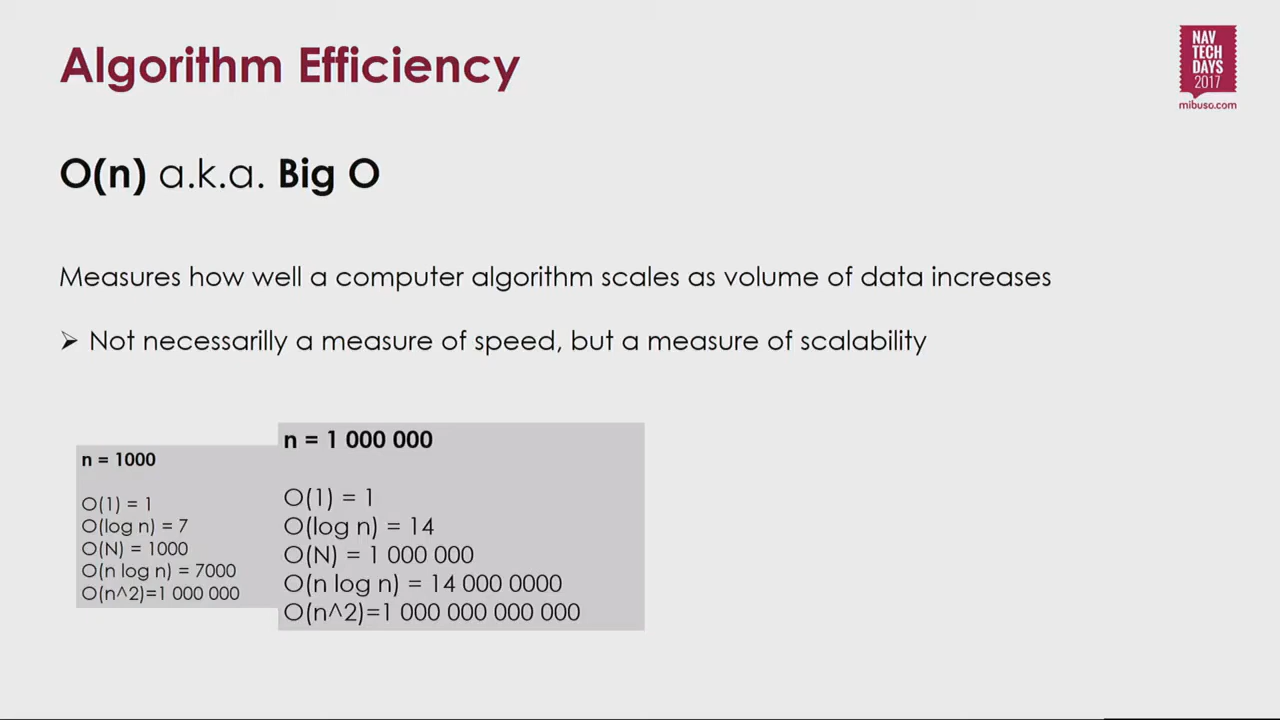 Algorithm Efficiency
NAV
TECH
DAYS
2017
mibuso.com
O(n) a.k.a. Big O
Measures how well a computer algorithm scales as volume of data increases
➢ Not necessarilly a measure of speed, but a measure of scalability
n = 1000
O(1) = 1
O(log n) = 7
O(N) = 1000
O(n log n) = 7000
O(n^2)=1 000 000
n = 1 000 000
O(1) = 1
O(log n) = 14
O(N) = 1 000 000
O(n log n) = 14 000 0000
O(n^2)=1 000 000 000 000